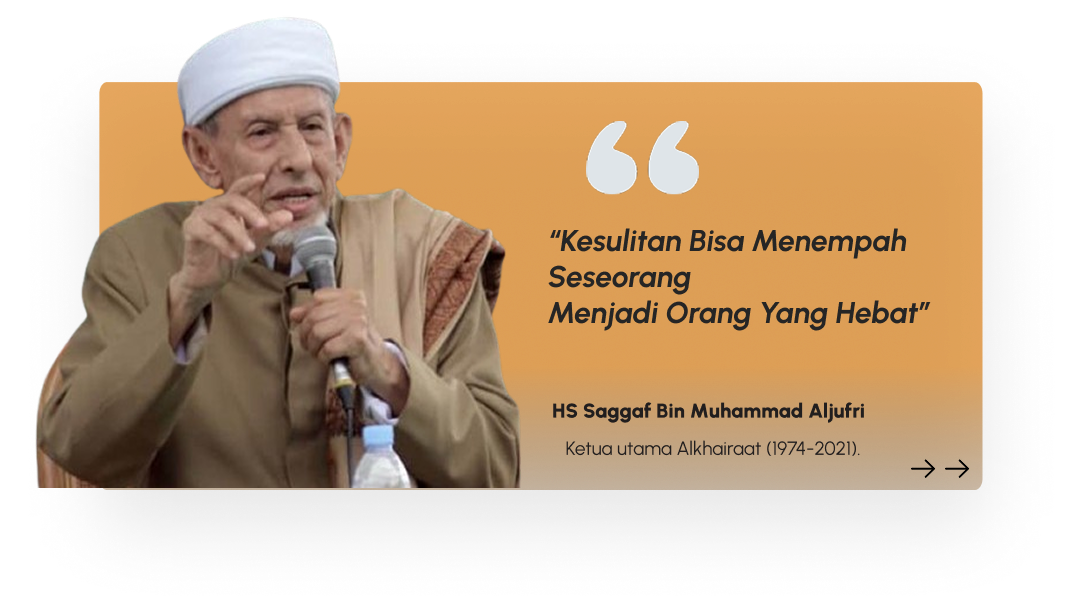 “Kesulitan Bisa Menempah
Seseorang
Menjadi Orang Yang Hebat”
HS Saggaf Bin Muhammad Aljufri
Ketua utama Alkhairaat (1974-2021).